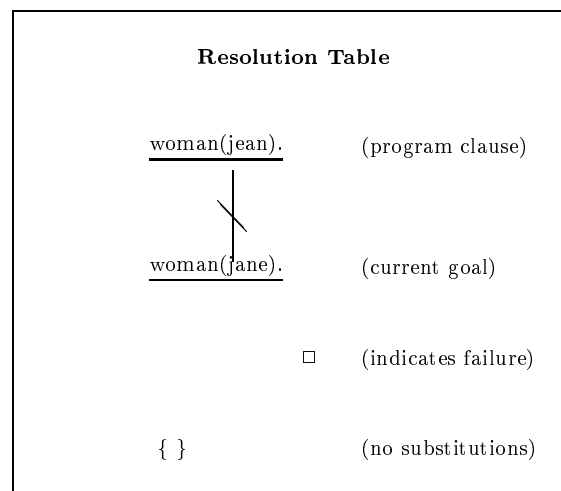 Resolution Table
woman(jean). (program clause)
woman(jane). (current goal)
□ (indicates failure)
{ } (no substitutions)